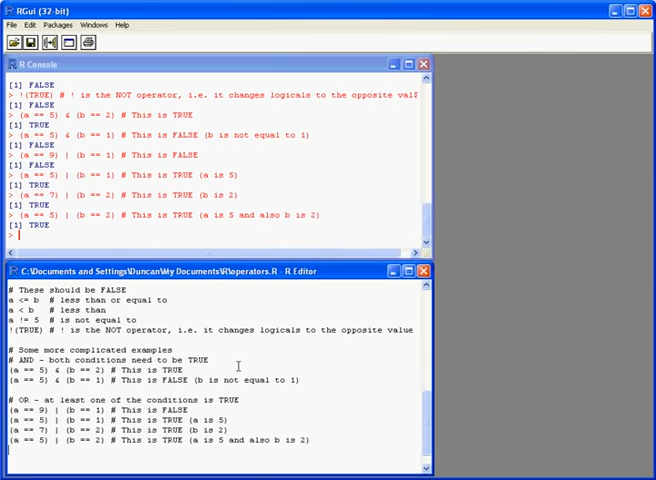 RGui (32-bit)
File Edit Packages Windows Help
R Console
[1] FALSE
> !(TRUE) # ! is the NOT operator, i.e. it changes logicals to the opposite val$
[1] FALSE
> (a == 5) & (b == 2) # This is TRUE
[1] TRUE
> (a == 5) & (b == 1) # This is FALSE (b is not equal to 1)
[1] FALSE
> (a == 9) | (b == 1) # This is FALSE
[1] FALSE
> (a == 5) | (b == 1) # This is TRUE (a is 5)
[1] TRUE
> (a == 7) | (b == 2) # This is TRUE (b is 2)
[1] TRUE
> (a == 5) | (b == 2) # This is TRUE (a is 5 and also b is 2)
[1] TRUE
>
C:\Documents and Settings\Duncan\My Documents\R\operators.R - R Editor
# These should be FALSE
a <= b # less than or equal to
a < b # less than
a != 5 # is not equal to
!(TRUE) # ! is the NOT operator, i.e. it changes logicals to the opposite value
# Some more complicated examples
# AND - both conditions need to be TRUE
(a == 5) & (b == 2) # This is TRUE
(a == 5) & (b == 1) # This is FALSE (b is not equal to 1)
# OR - at least one of the conditions is TRUE
(a == 9) | (b == 1) # This is FALSE
(a == 5) | (b == 1) # This is TRUE (a is 5)
(a == 7) | (b == 2) # This is TRUE (b is 2)
(a == 5) | (b == 2) # This is TRUE (a is 5 and also b is 2)